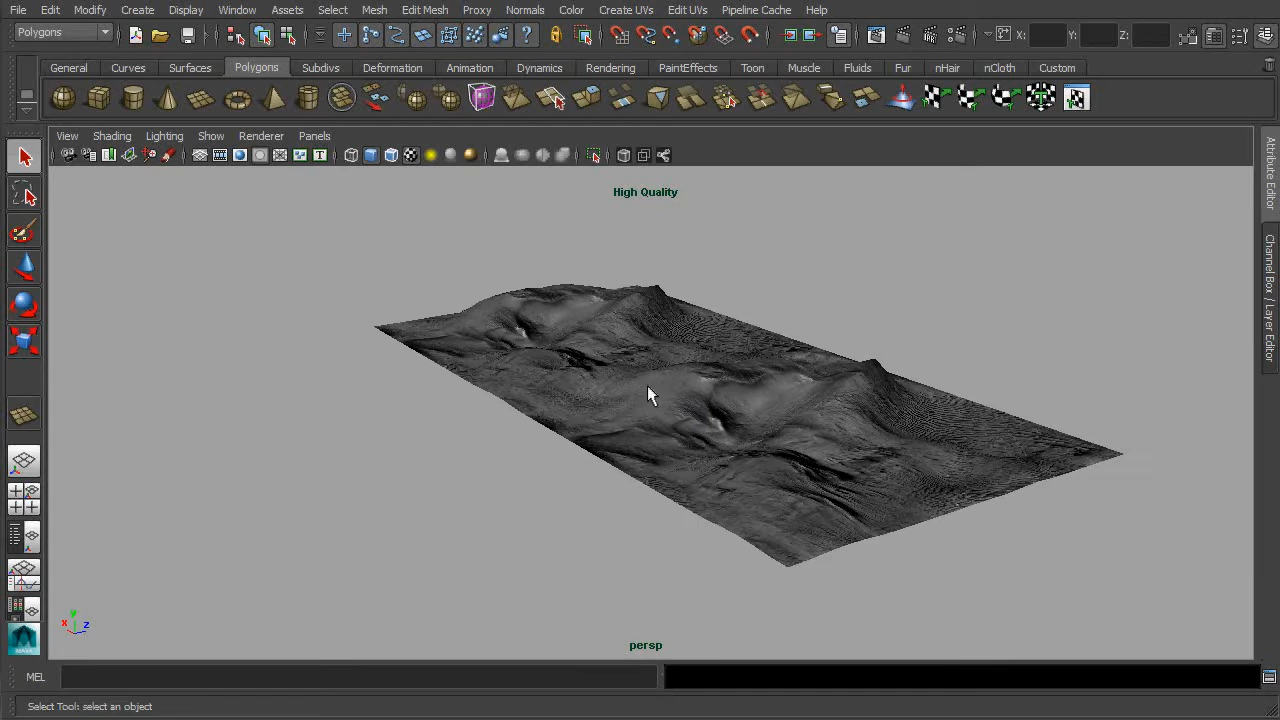 File Edit Modify Create Display Window Assets Select Mesh Edit Mesh Proxy Normals Color Create UVs Edit UVs Pipeline Cache Help
Polygons X: Y: Z:
General Curves Surfaces Polygons Subdivs Deformation Animation Dynamics Rendering PaintEffects Toon Muscle Fluids Fur nHair nCloth Custom
View Shading Lighting Show Renderer Panels
High Quality
Attribute Editor
Channel Box / Layer Editor
y
x z
persp
MEL
Select Tool: select an object